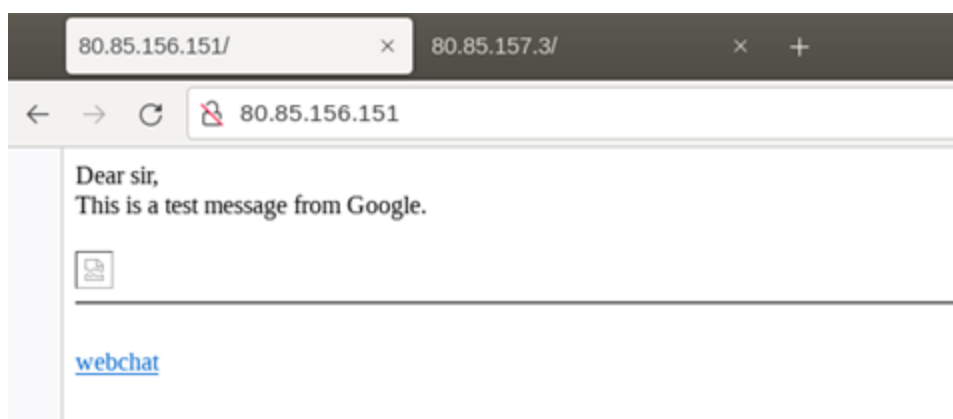 80.85.156.151/
80.85.157.3/
80.85.156.151
Dear sir,
This is a test message from Google.
webchat